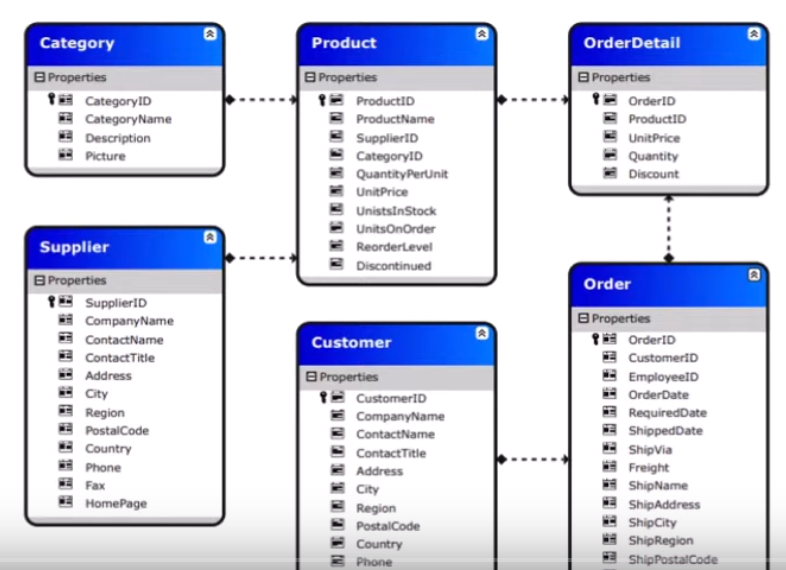 Category
Properties
CategoryID
CategoryName
Description
Picture
Product
Properties
ProductID
ProductName
SupplierID
CategoryID
QuantityPerUnit
UnitPrice
UnistsInStock
UnitsOnOrder
ReorderLevel
Discontinued
OrderDetail
Properties
OrderID
ProductID
UnitPrice
Quantity
Discount
Supplier
Properties
SupplierID
CompanyName
ContactName
ContactTitle
Address
City
Region
PostalCode
Country
Phone
Fax
HomePage
Customer
Properties
CustomerID
CompanyName
ContactName
ContactTitle
Address
City
Region
PostalCode
Country
Phone
Order
Properties
OrderID
CustomerID
EmployeeID
OrderDate
RequiredDate
ShippedDate
ShipVia
Freight
ShipName
ShipAddress
ShipCity
ShipRegion
ShipPostalCode